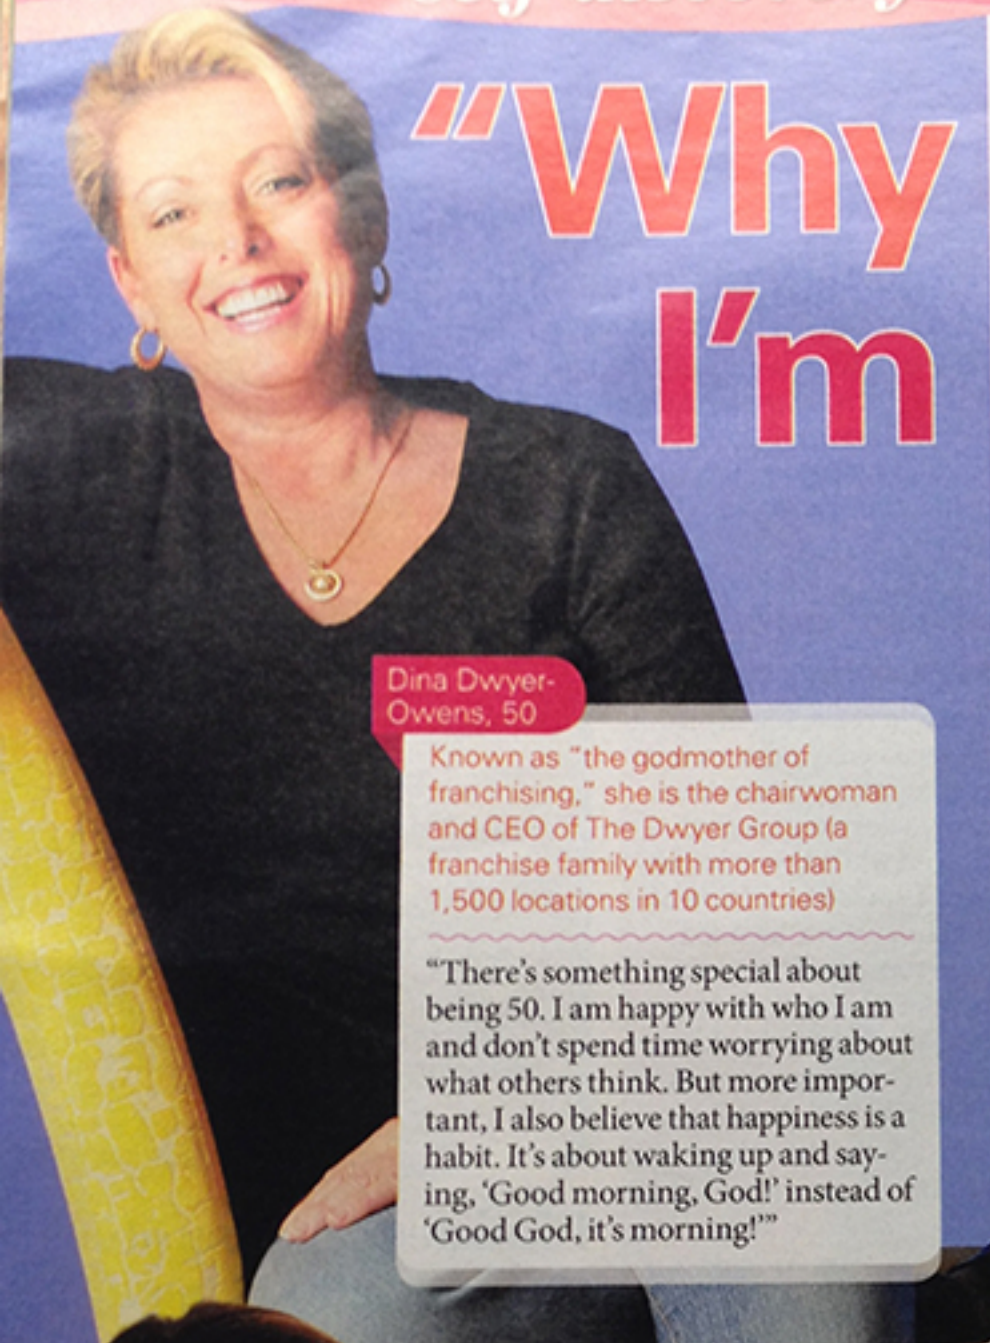 "Why
I'm
Dina Dwyer-
Owens, 50
Known as "the godmother of
franchising," she is the chairwoman
and CEO of The Dwyer Group (a
franchise family with more than
1,500 locations in 10 countries)
"There's something special about
being 50. I am happy with who I am
and don't spend time worrying about
what others think. But more impor-
tant, I also believe that happiness is a
habit. It's about waking up and say-
ing, 'Good morning, God!' instead of
'Good God, it's morning!'"